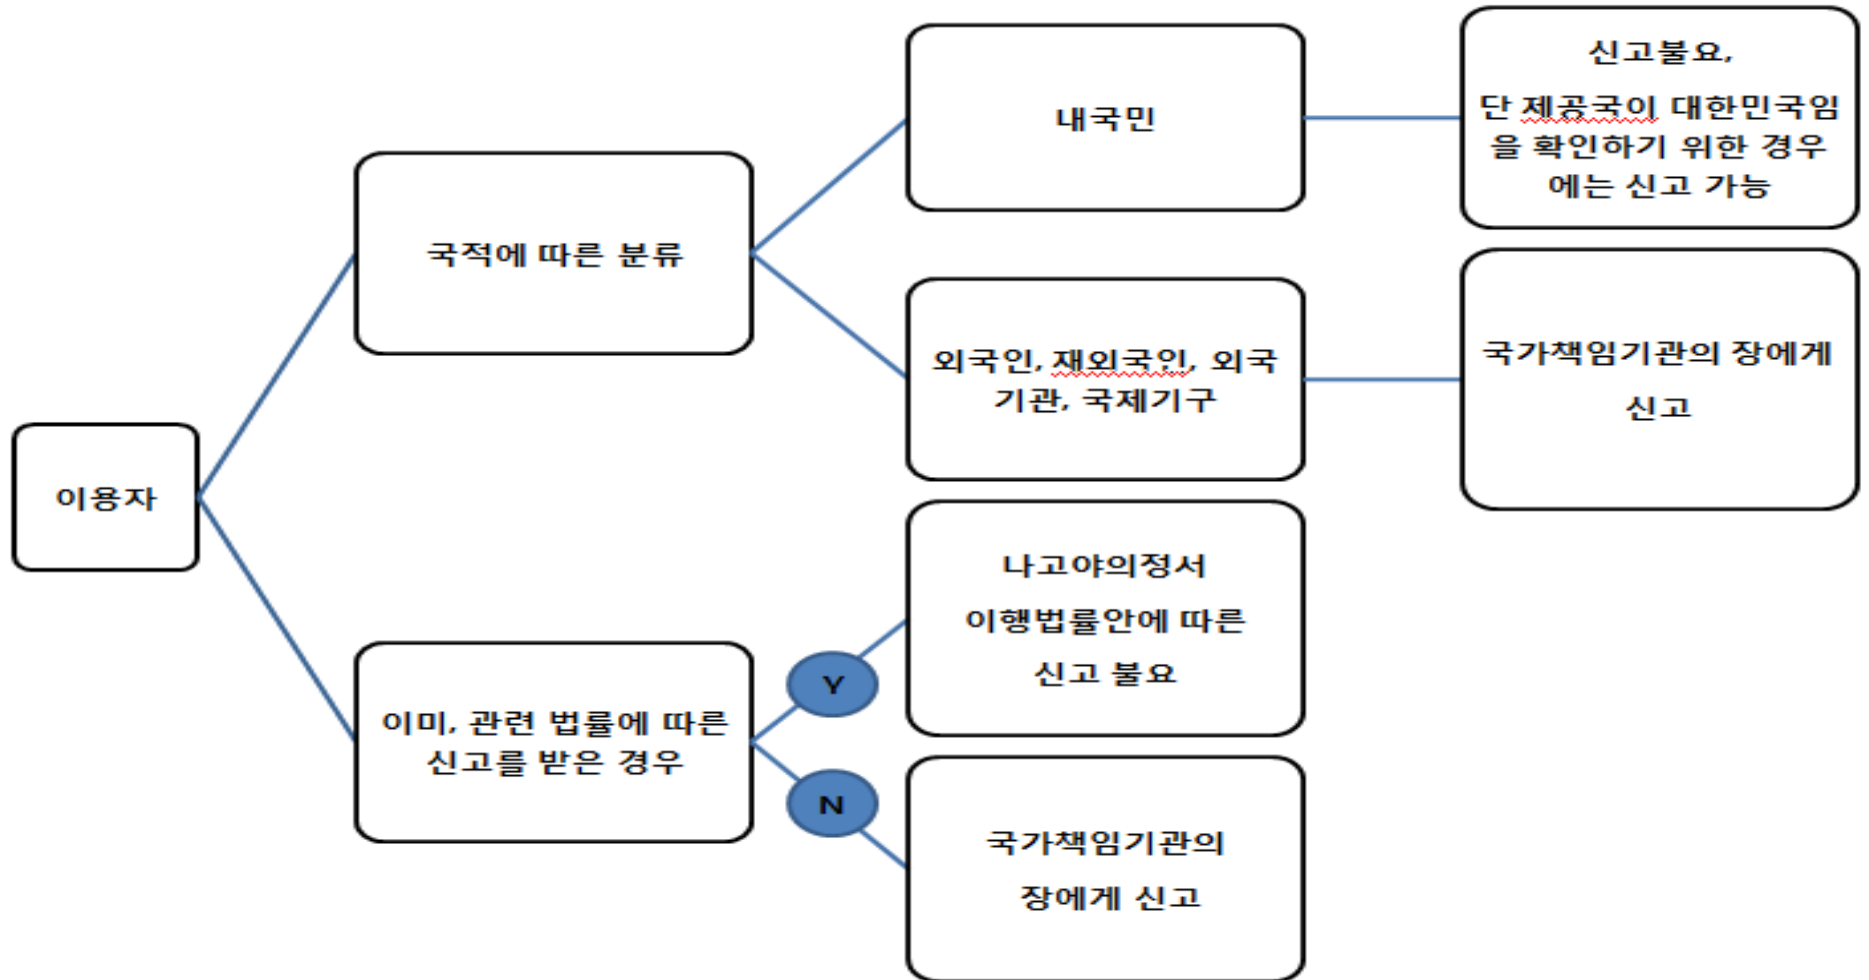 이용자
국적에 따른 분류
내국민
신고불요,
단 제공국이 대한민국임
을 확인하기 위한 경우
에는 신고 가능
외국인, 재외국인, 외국
기관, 국제기구
국가책임기관의 장에게
신고
이미, 관련 법률에 따른
신고를 받은 경우
Y
나고야의정서
이행법률안에 따른
신고 불요
N
국가책임기관의
장에게 신고